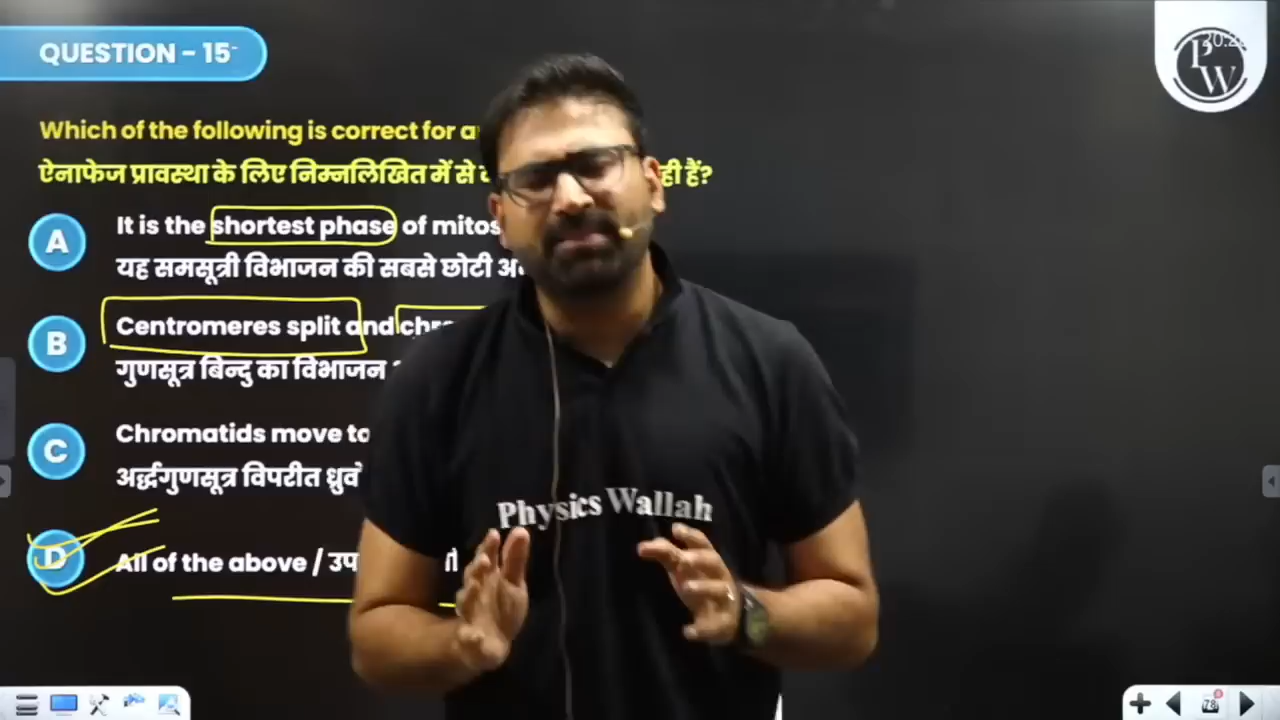 QUESTION - 15
Which of the following is correct for
ऐनाफेज प्रावस्था के लिए निम्नलिखित में से
हैं?
A
It is the shortest phase of
यह समसूत्री विभाजन की सबसे छोटी
B
Centromeres split and
गुणसूत्र बिन्दु का विभाजन
C
Chromatids move to
अर्द्धगुणसूत्र विपरीत
D
All of the above /
Physics Wallah
PW
78